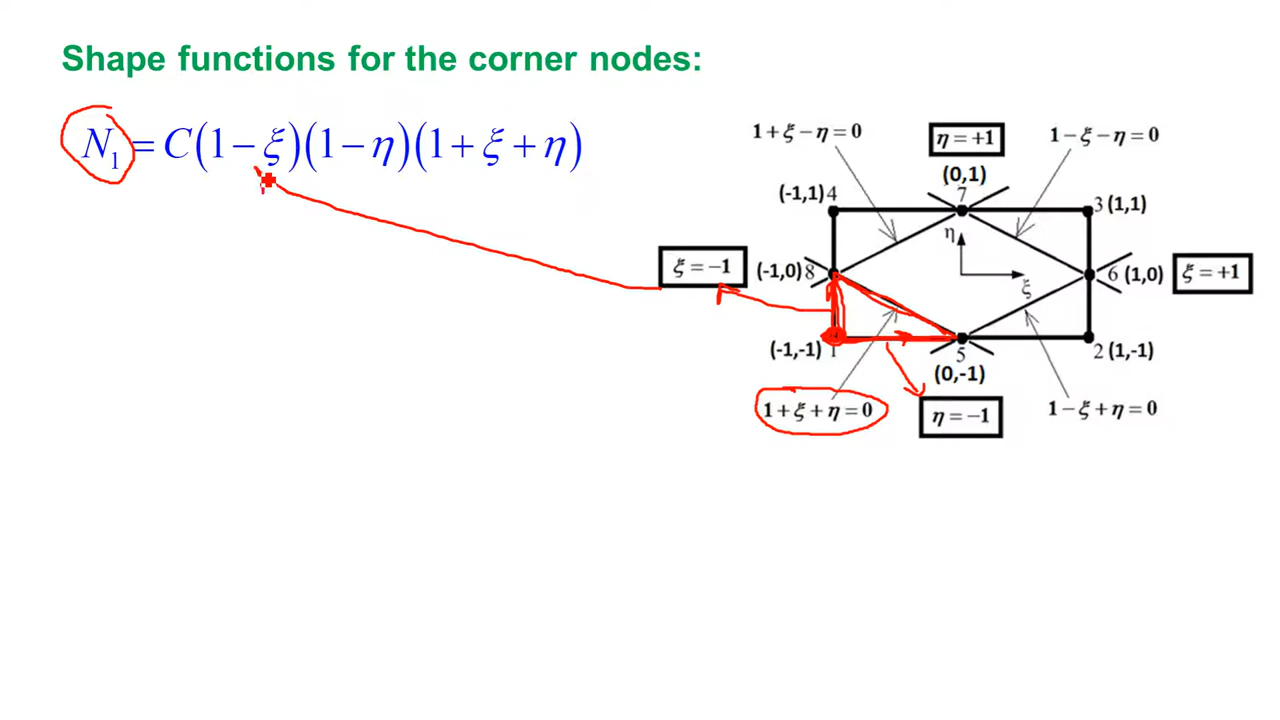 Shape functions for the corner nodes:
N₁ = C(1 − ξ)(1 − η)(1 + ξ + η)
1+ξ−η=0
η=+1
1−ξ−η=0
(0,1)
(-1,1) 4
7
3 (1,1)
η
ξ=−1
(-1,0) 8
6 (1,0)
ξ=+1
ξ
(-1,-1) 1
5
2 (1,-1)
(0,-1)
1+ξ+η=0
η=−1
1−ξ+η=0